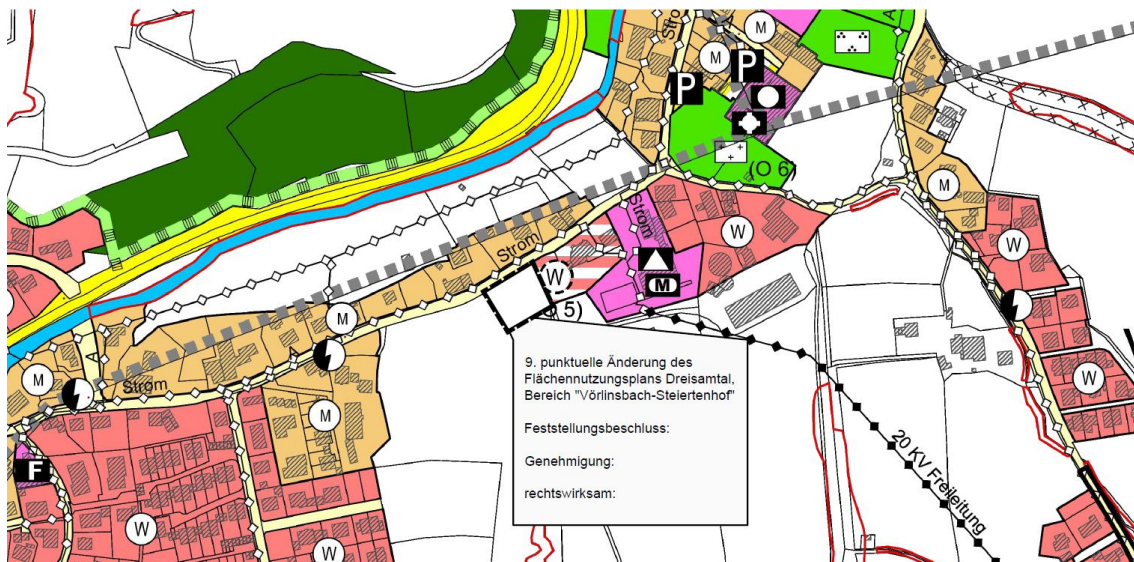 M
M
P
P
A
Strom
(O 6)
M
Strom
W
W
M
Strom
W
5)
M
M
A
Strom
M
M
W
F
W
W
9. punktuelle Änderung des
Flächennutzungsplans Dreisamtal,
Bereich "Vörlinsbach-Steiertenhof"
Feststellungsbeschluss:
Genehmigung:
rechtswirksam:
20 KV Freileitung